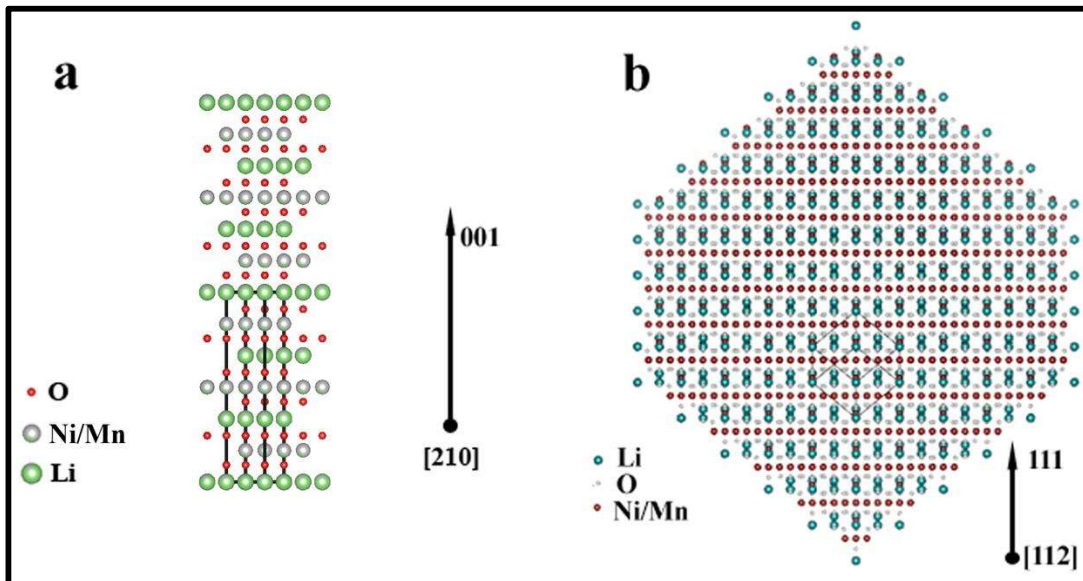 a
001
[210]
O
Ni/Mn
Li
b
Li
O
Ni/Mn
111
[112]